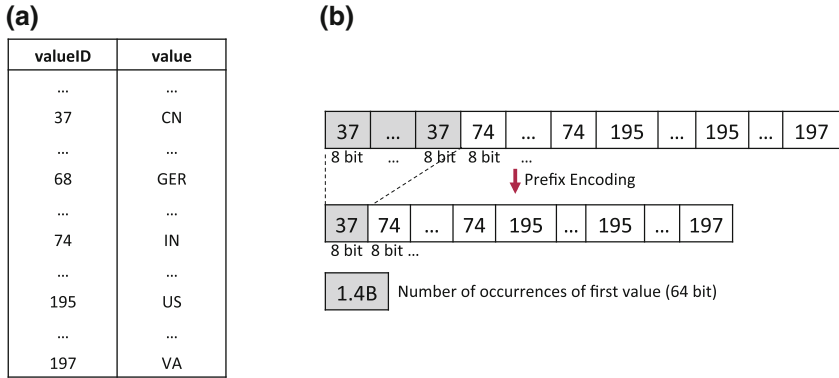 (a)
valueID value
... ...
37 CN
... ...
68 GER
... ...
74 IN
... ...
195 US
... ...
197 VA
(b)
37 ... 37 74 ... 74 195 ... 195 ... 197
8 bit ... 8 bit 8 bit ...
Prefix Encoding
37 74 ... 74 195 ... 195 ... 197
8 bit 8 bit ...
1.4B Number of occurrences of first value (64 bit)